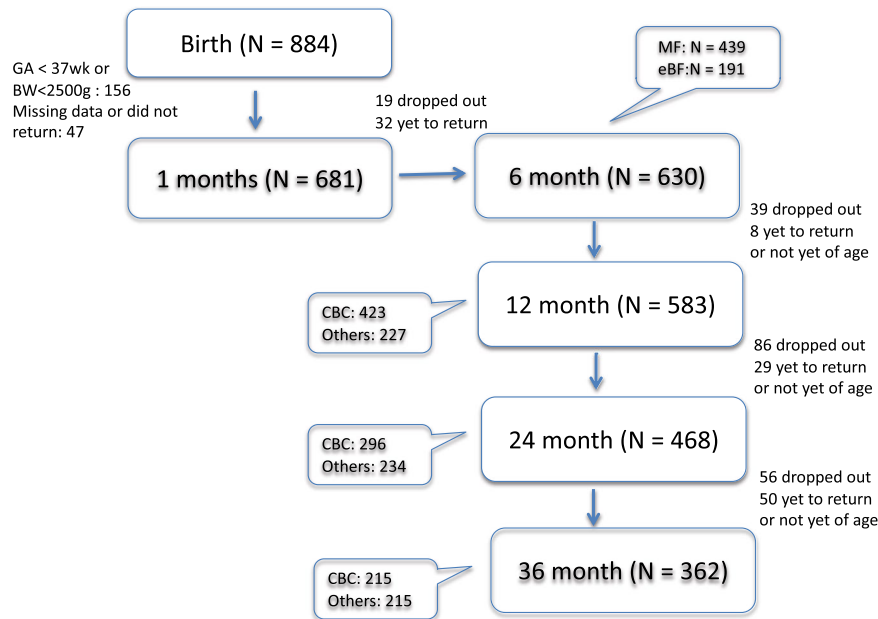 Birth (N = 884)
GA < 37wk or
BW<2500g : 156
Missing data or did not
return: 47
1 months (N = 681)
19 dropped out
32 yet to return
MF: N = 439
eBF:N = 191
6 month (N = 630)
39 dropped out
8 yet to return
or not yet of age
CBC: 423
Others: 227
12 month (N = 583)
86 dropped out
29 yet to return
or not yet of age
CBC: 296
Others: 234
24 month (N = 468)
56 dropped out
50 yet to return
or not yet of age
CBC: 215
Others: 215
36 month (N = 362)